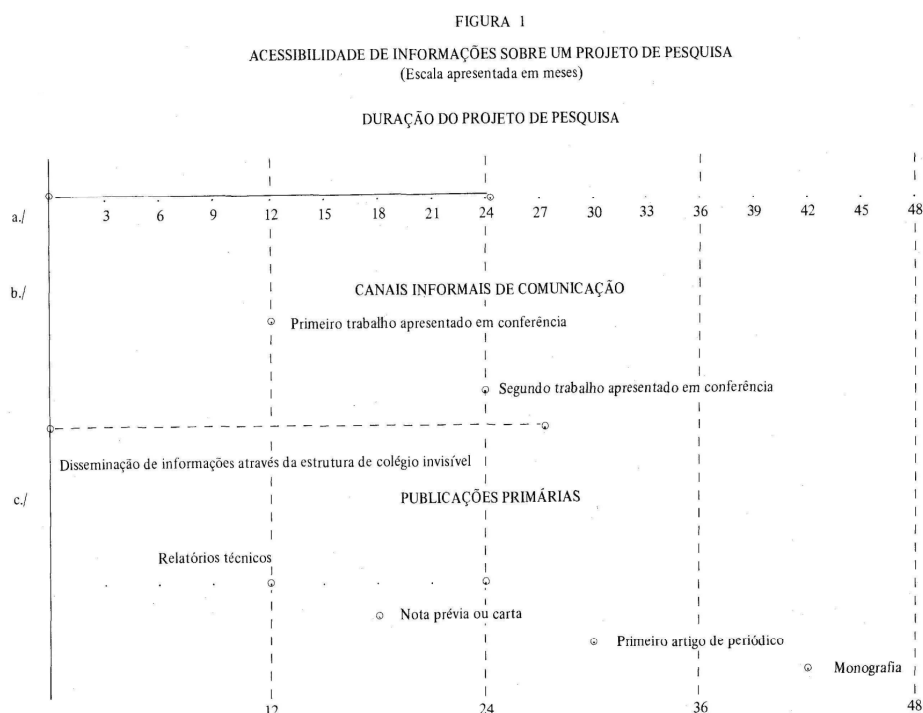 FIGURA 1
ACESSIBILIDADE DE INFORMAÇÕES SOBRE UM PROJETO DE PESQUISA
(Escala apresentada em meses)
DURAÇÃO DO PROJETO DE PESQUISA
a./ 3 6 9 12 15 18 21 24 27 30 33 36 39 42 45 48
b./ CANAIS INFORMAIS DE COMUNICAÇÃO
Primeiro trabalho apresentado em conferência
Segundo trabalho apresentado em conferência
Disseminação de informações através da estrutura de colégio invisível
c./ PUBLICAÇÕES PRIMÁRIAS
Relatórios técnicos
Nota prévia ou carta
Primeiro artigo de periódico
Monografia
12 24 36 48